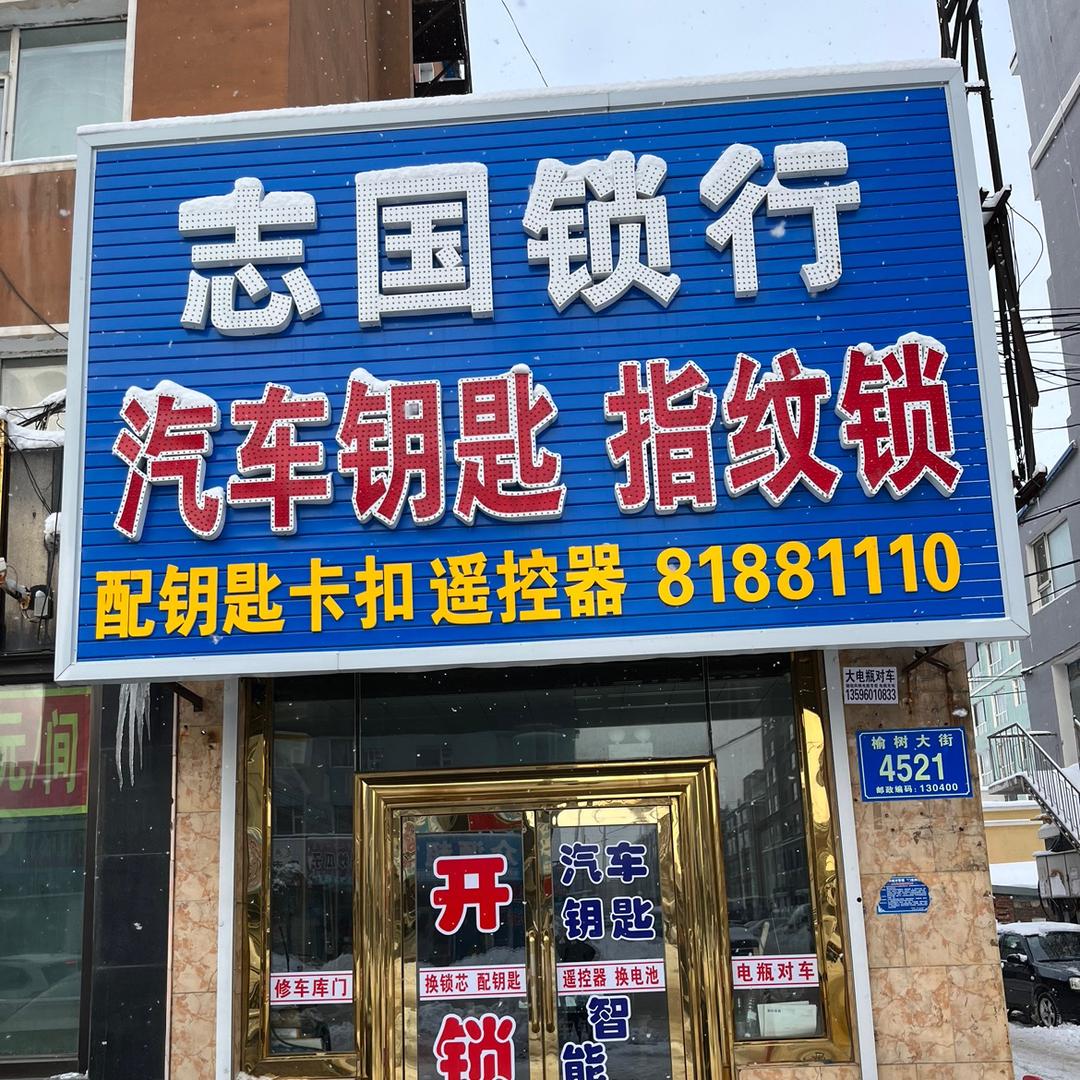 志国锁行
汽车钥匙 指纹锁
配钥匙卡扣 遥控器 81881110
大电瓶对车
13596010833
榆树大街
4521
邮政编码：130400
元/间
开
锁
汽车
钥匙
智
能
修车库门
换锁芯 配钥匙
遥控器 换电池
电瓶对车